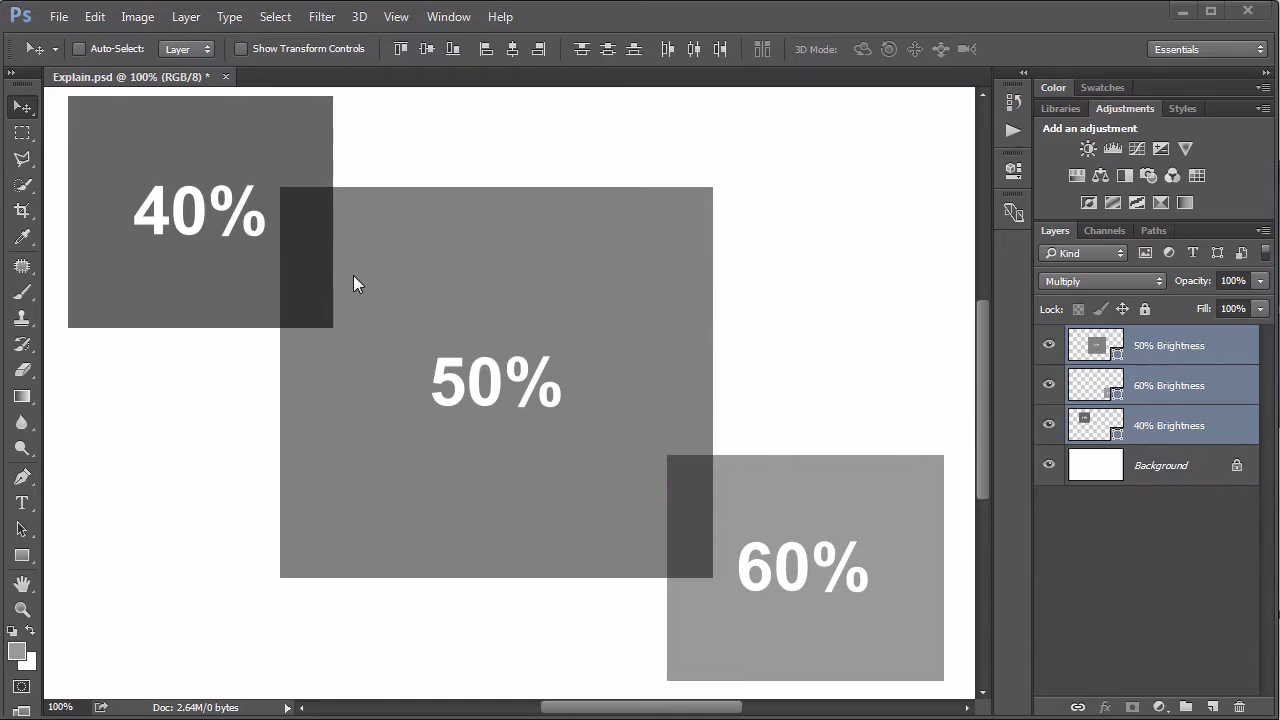 Ps File Edit Image Layer Type Select Filter 3D View Window Help
Auto-Select: Layer Show Transform Controls 3D Mode: Essentials
Explain.psd @ 100% (RGB/8) * ×
Color Swatches
Libraries Adjustments Styles
Add an adjustment
40%
50%
60%
Layers Channels Paths
Kind
Multiply Opacity: 100%
Lock: Fill: 100%
50% Brightness
60% Brightness
40% Brightness
Background
100% Doc: 2.64M/0 bytes